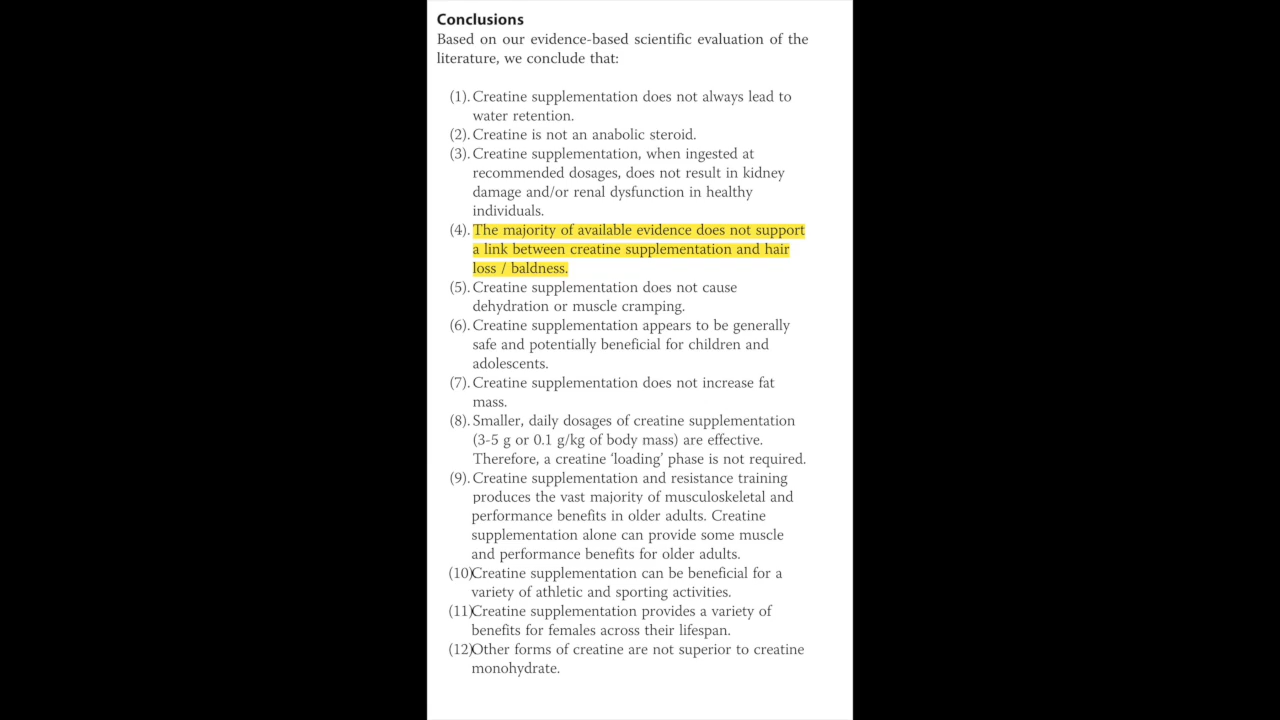 Conclusions
Based on our evidence-based scientific evaluation of the
literature, we conclude that:
(1). Creatine supplementation does not always lead to
water retention.
(2). Creatine is not an anabolic steroid.
(3). Creatine supplementation, when ingested at
recommended dosages, does not result in kidney
damage and/or renal dysfunction in healthy
individuals.
(4). The majority of available evidence does not support
a link between creatine supplementation and hair
loss / baldness.
(5). Creatine supplementation does not cause
dehydration or muscle cramping.
(6). Creatine supplementation appears to be generally
safe and potentially beneficial for children and
adolescents.
(7). Creatine supplementation does not increase fat
mass.
(8). Smaller, daily dosages of creatine supplementation
(3-5 g or 0.1 g/kg of body mass) are effective.
Therefore, a creatine ‘loading’ phase is not required.
(9). Creatine supplementation and resistance training
produces the vast majority of musculoskeletal and
performance benefits in older adults. Creatine
supplementation alone can provide some muscle
and performance benefits for older adults.
(10)Creatine supplementation can be beneficial for a
variety of athletic and sporting activities.
(11)Creatine supplementation provides a variety of
benefits for females across their lifespan.
(12)Other forms of creatine are not superior to creatine
monohydrate.